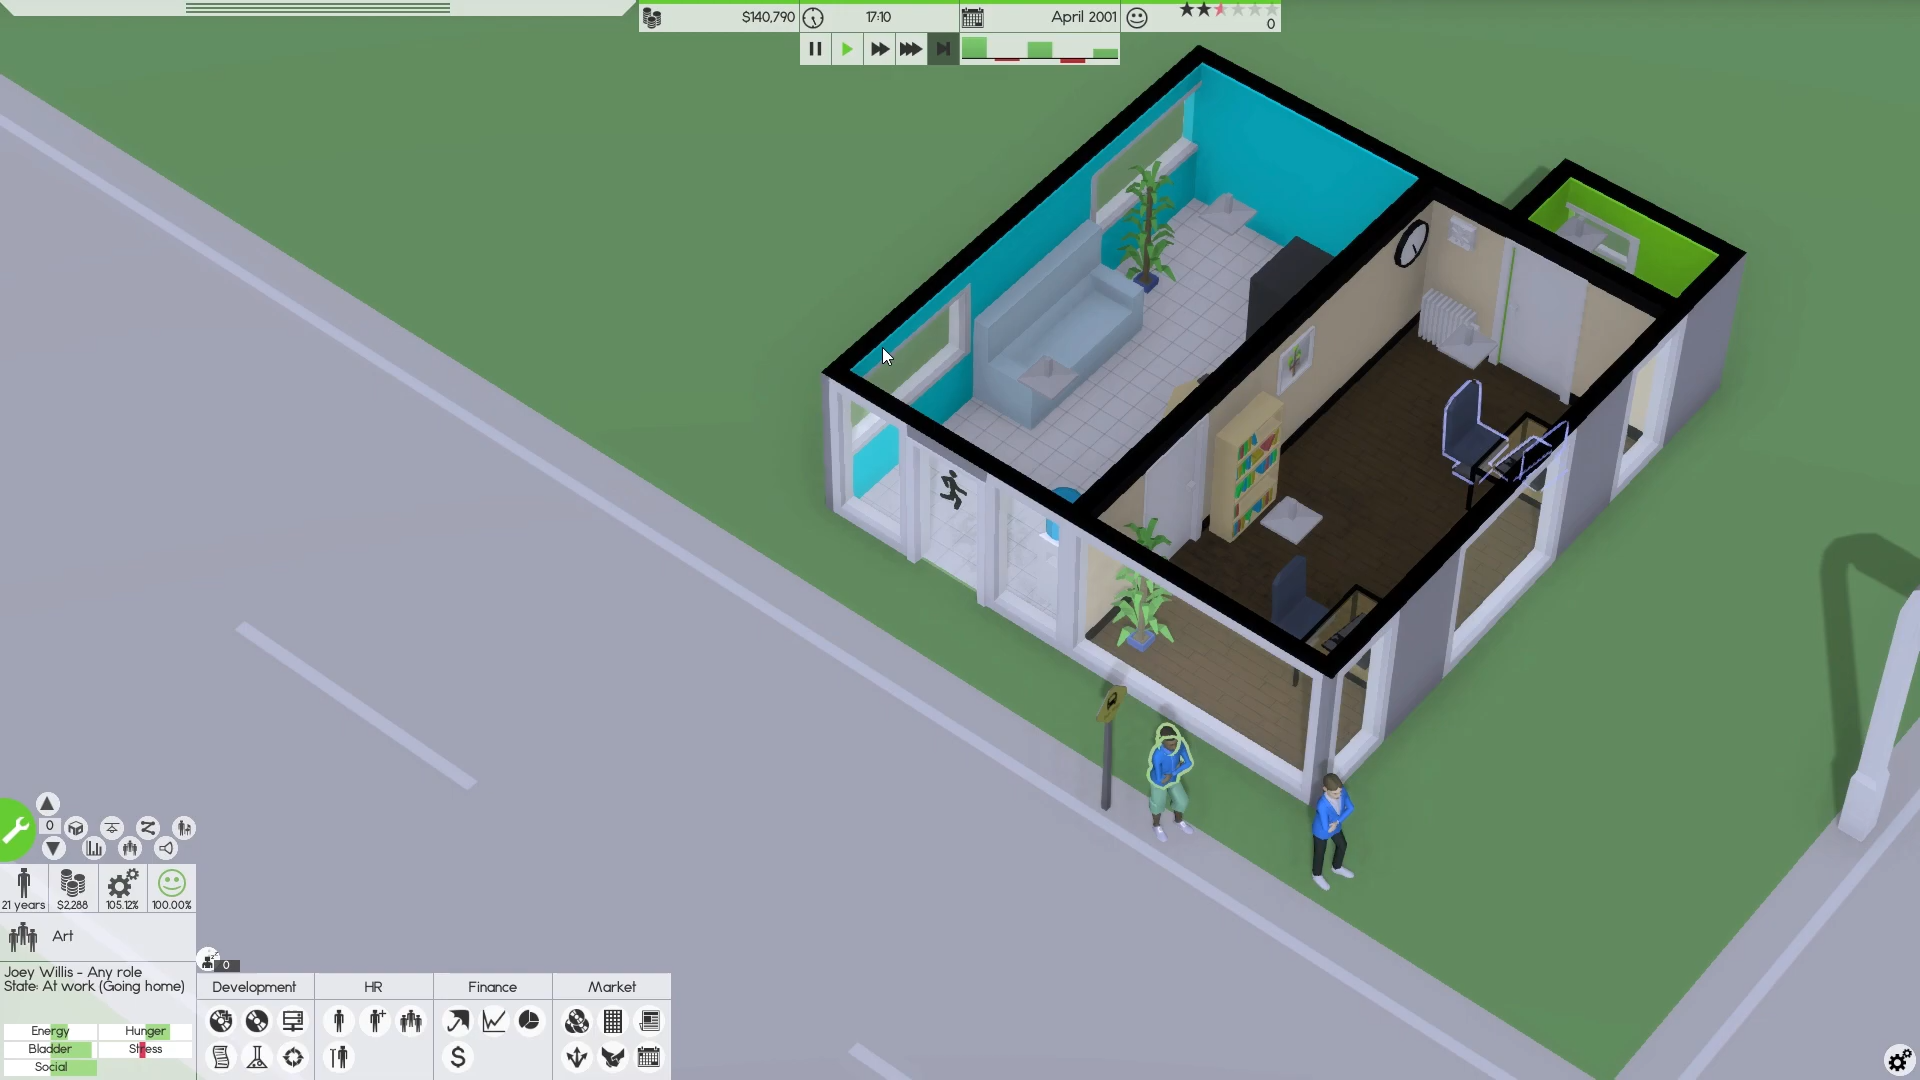 $140,790
17:10
April 2001
0
0
21 years
$2,288
105.12%
100.00%
Art
Joey Willis - Any role
State: At work (Going home)
Energy
Hunger
Bladder
Stress
Social
0
Development
HR
Finance
Market